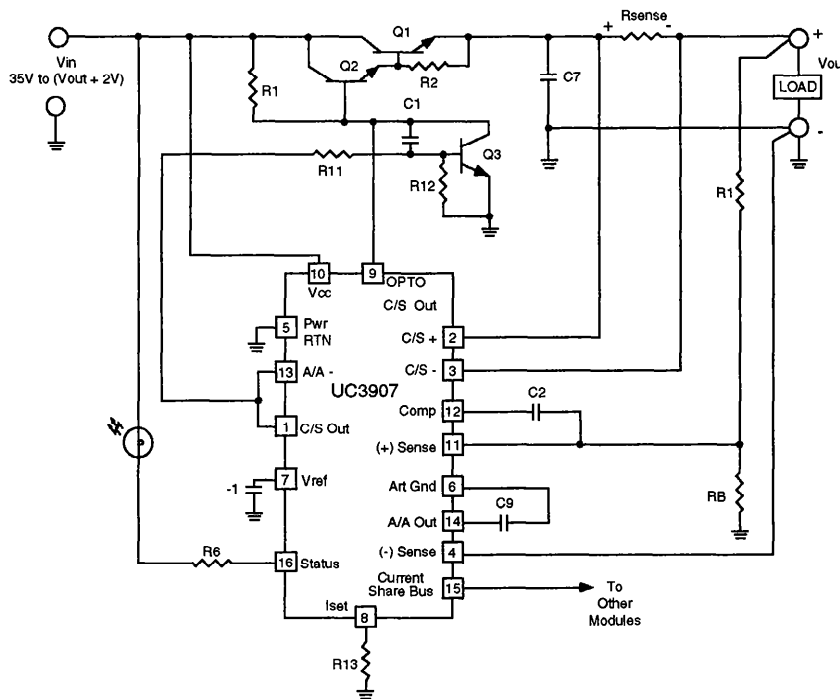 Q1
+ Rsense -
+
Vin
35V to (Vout + 2V)
Q2
R2
R1
C7
Vou
LOAD
-
C1
Q3
R11
R12
R1
10
Vcc
9
OPTO
C/S Out
5
Pwr
RTN
C/S +
2
13
A/A -
C/S -
3
UC3907
Comp
12
C2
1
C/S Out
(+) Sense
11
7
Vref
-1
Art Gnd
6
RB
A/A Out
14
C9
R6
16
Status
(-) Sense
4
Current
Share Bus
15
To
Other
Modules
Iset
8
R13